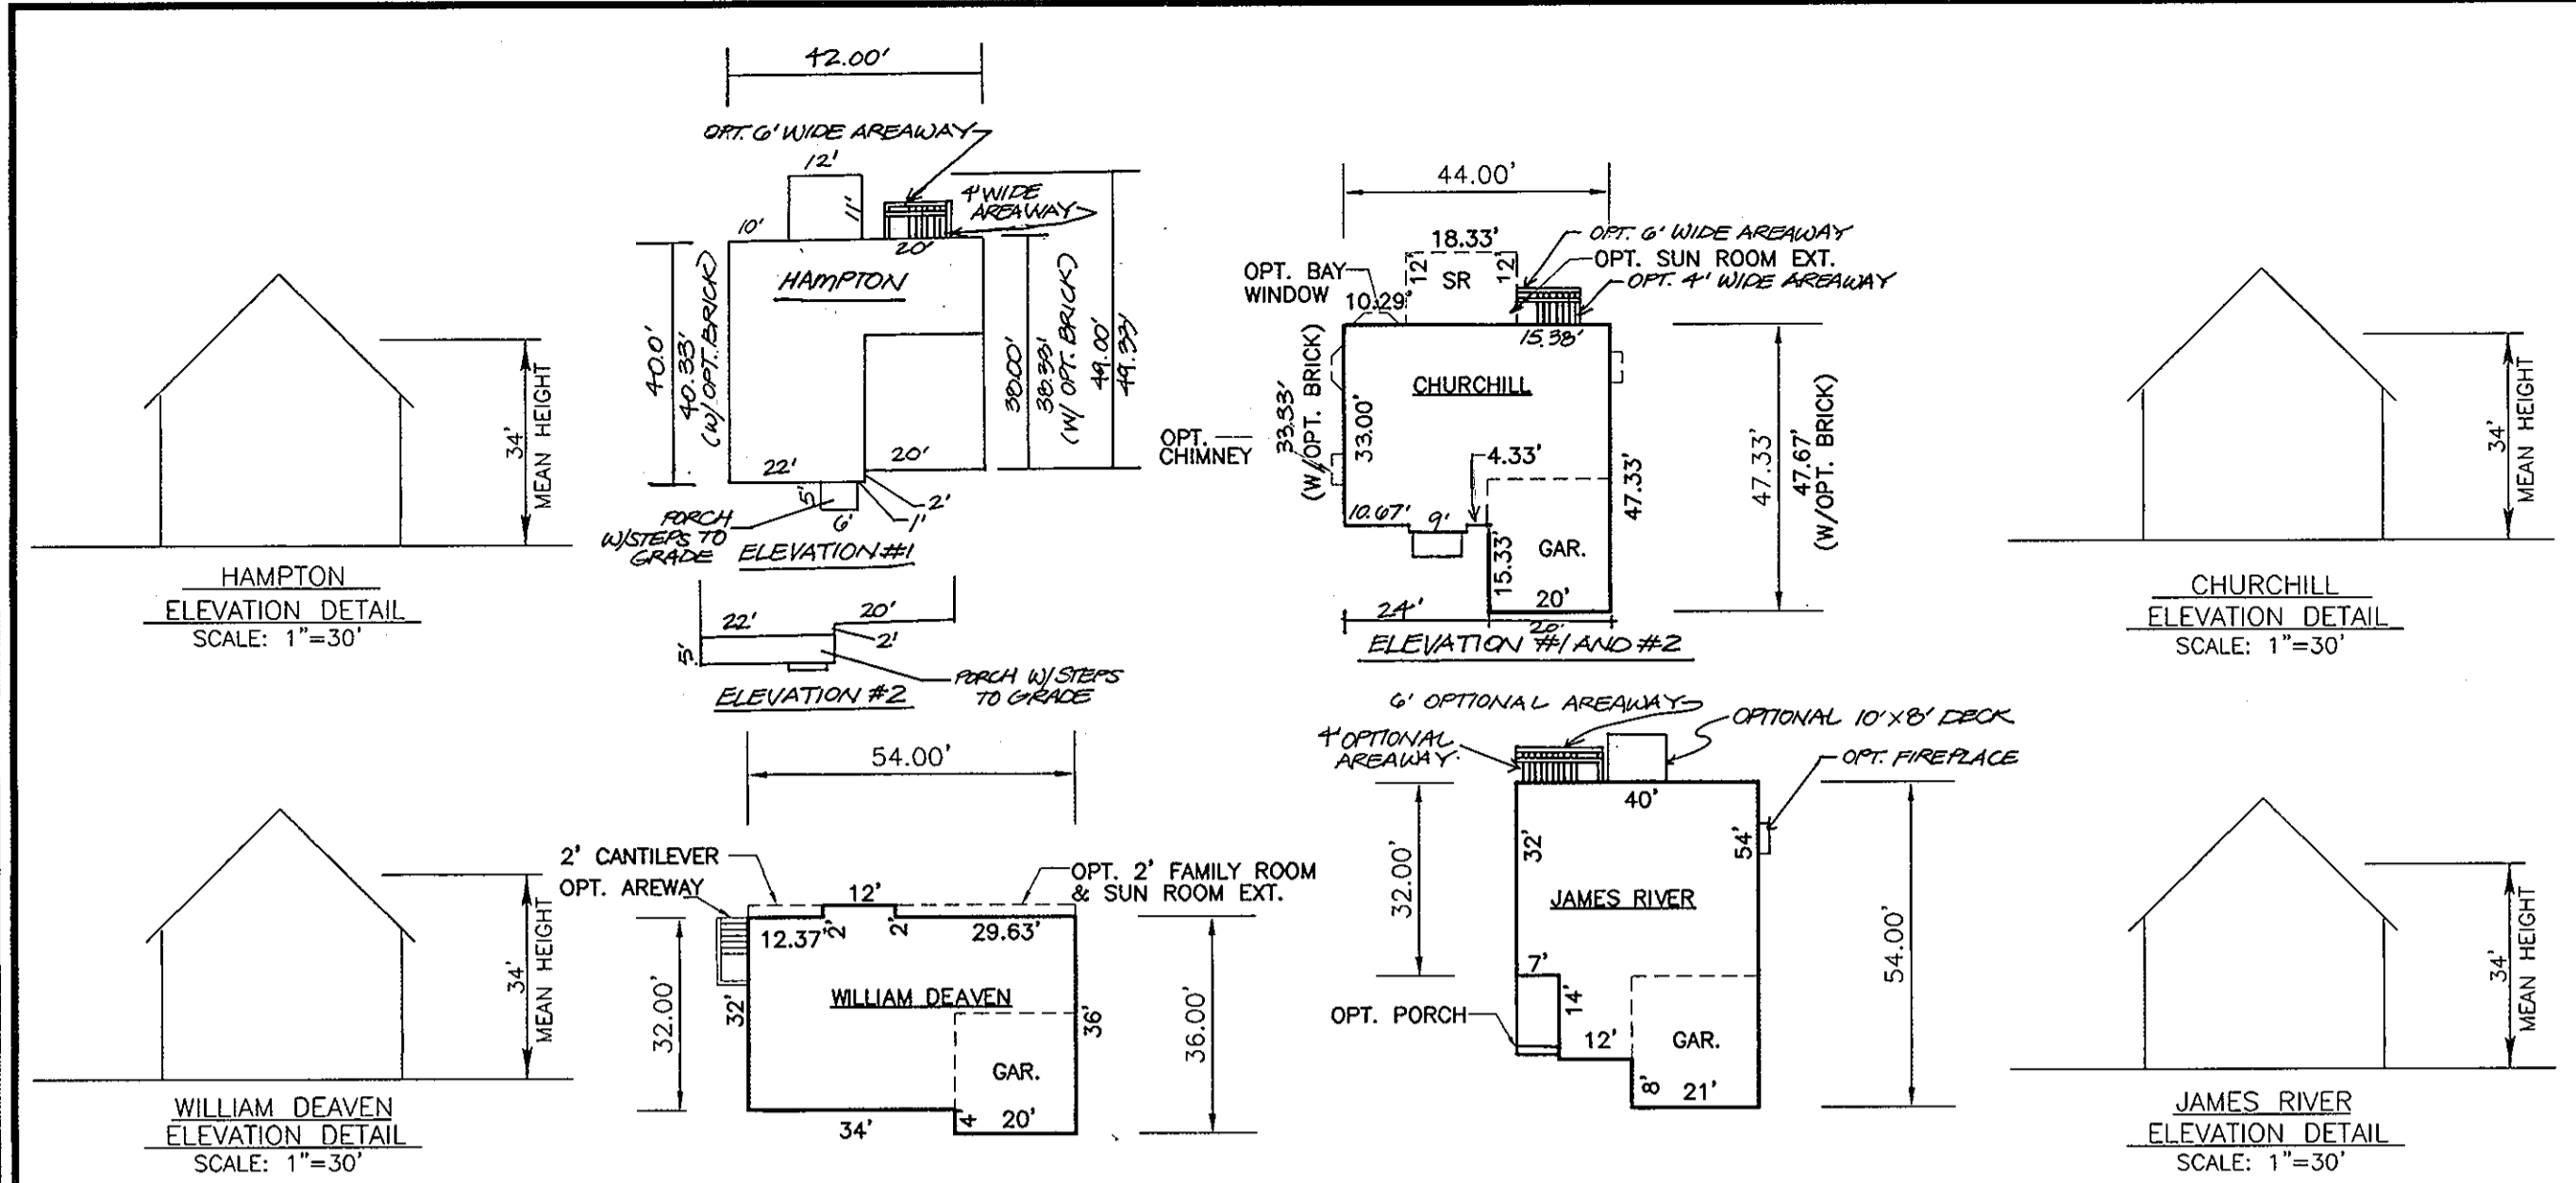 42.00'
OPT. 6' WIDE AREAWAY
12'
11'
4' WIDE
AREAWAY
10'
20'
HAMPTON
40.0'
40.33'
(W/OPT. BRICK)
38.00'
38.33'
(W/ OPT. BRICK)
49.00'
49.33'
22'
20'
5'
6'
2'
1'
PORCH
W/STEPS TO
GRADE
ELEVATION #1
22'
20'
2'
5'
PORCH W/STEPS
TO GRADE
ELEVATION #2
34'
MEAN HEIGHT
HAMPTON
ELEVATION DETAIL
SCALE: 1"=30'
44.00'
18.33'
12'
12'
SR
OPT. 6' WIDE AREAWAY
OPT. SUN ROOM EXT.
OPT. 4' WIDE AREAWAY
OPT. BAY
WINDOW
10.29'
15.38'
CHURCHILL
33.33'
(W/OPT. BRICK)
33.00'
OPT.
CHIMNEY
4.33'
47.33'
47.33'
47.67'
(W/OPT. BRICK)
10.67'
9'
15.33'
GAR.
20'
24'
20'
ELEVATION #1 AND #2
34'
MEAN HEIGHT
CHURCHILL
ELEVATION DETAIL
SCALE: 1"=30'
54.00'
2' CANTILEVER
OPT. AREWAY
12'
OPT. 2' FAMILY ROOM
& SUN ROOM EXT.
12.37'
2'
2'
29.63'
32.00'
32'
WILLIAM DEAVEN
36'
36.00'
GAR.
34'
4
20'
34'
MEAN HEIGHT
WILLIAM DEAVEN
ELEVATION DETAIL
SCALE: 1"=30'
6' OPTIONAL AREAWAY
OPTIONAL 10'X8' DECK
4' OPTIONAL
AREAWAY
OPT. FIREPLACE
40'
32.00'
32'
54'
JAMES RIVER
54.00'
7'
14'
OPT. PORCH
12'
GAR.
8'
21'
34'
MEAN HEIGHT
JAMES RIVER
ELEVATION DETAIL
SCALE: 1"=30'